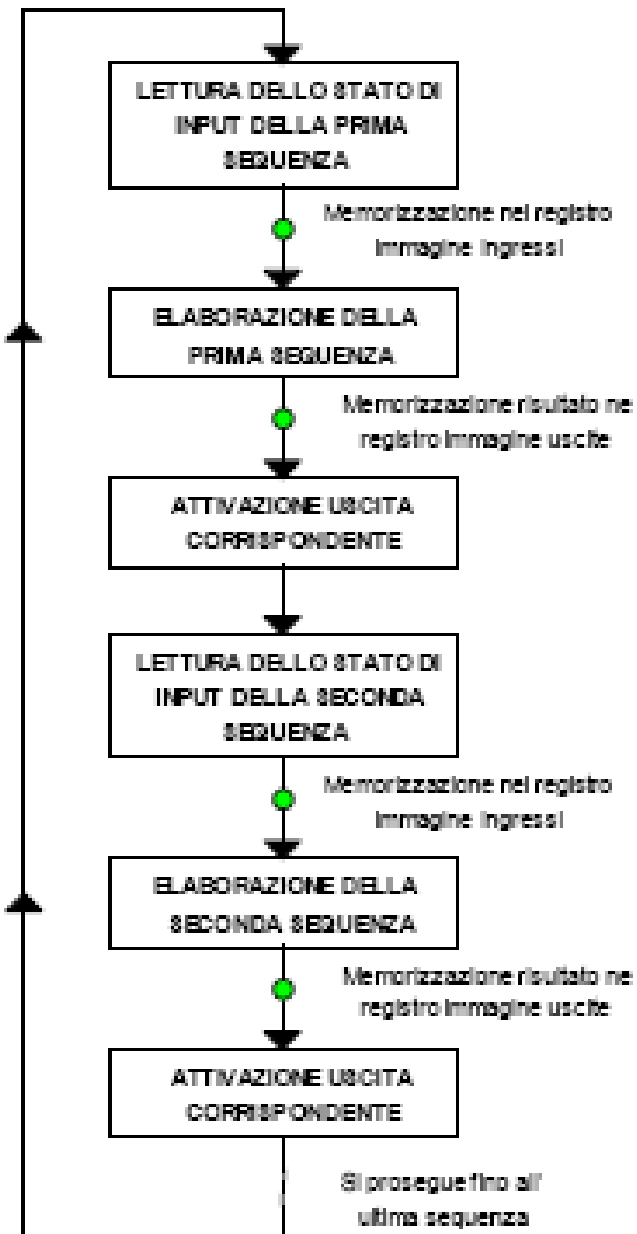 LETTURA DELLO STATO DI
INPUT DELLA PRIMA
SEQUENZA
Memorizzazione nel registro
immagine ingressi
ELABORAZIONE DELLA
PRIMA SEQUENZA
Memorizzazione risultato ne
registro immagine uscite
ATTIVAZIONE USCITA
CORRISPONDENTE
LETTURA DELLO STATO DI
INPUT DELLA SECONDA
SEQUENZA
Memorizzazione nel registro
immagine ingressi
ELABORAZIONE DELLA
SECONDA SEQUENZA
Memorizzazione risultato ne
registro immagine uscite
ATTIVAZIONE USCITA
CORRISPONDENTE
Si prosegue fino all'
ultima sequenza